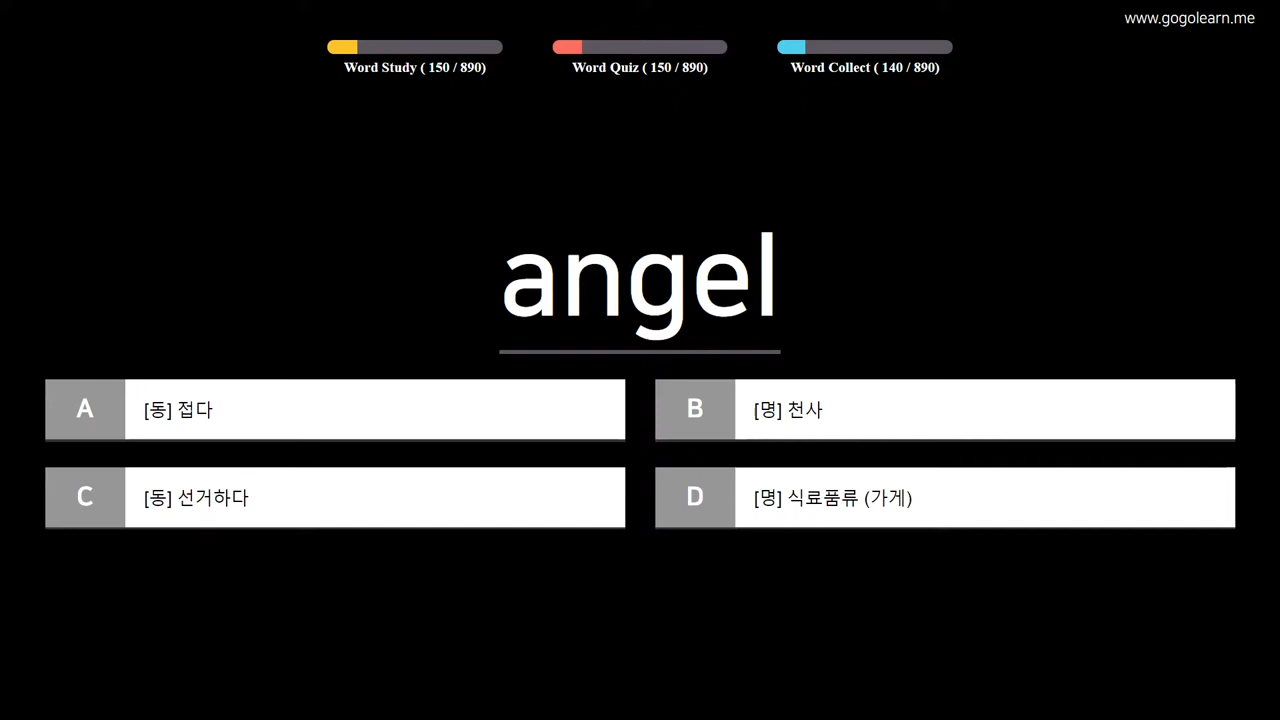 www.gogolearn.me
Word Study ( 150 / 890)
Word Quiz ( 150 / 890)
Word Collect ( 140 / 890)
angel
A [동] 접다
B [명] 천사
C [동] 선거하다
D [명] 식료품류 (가게)